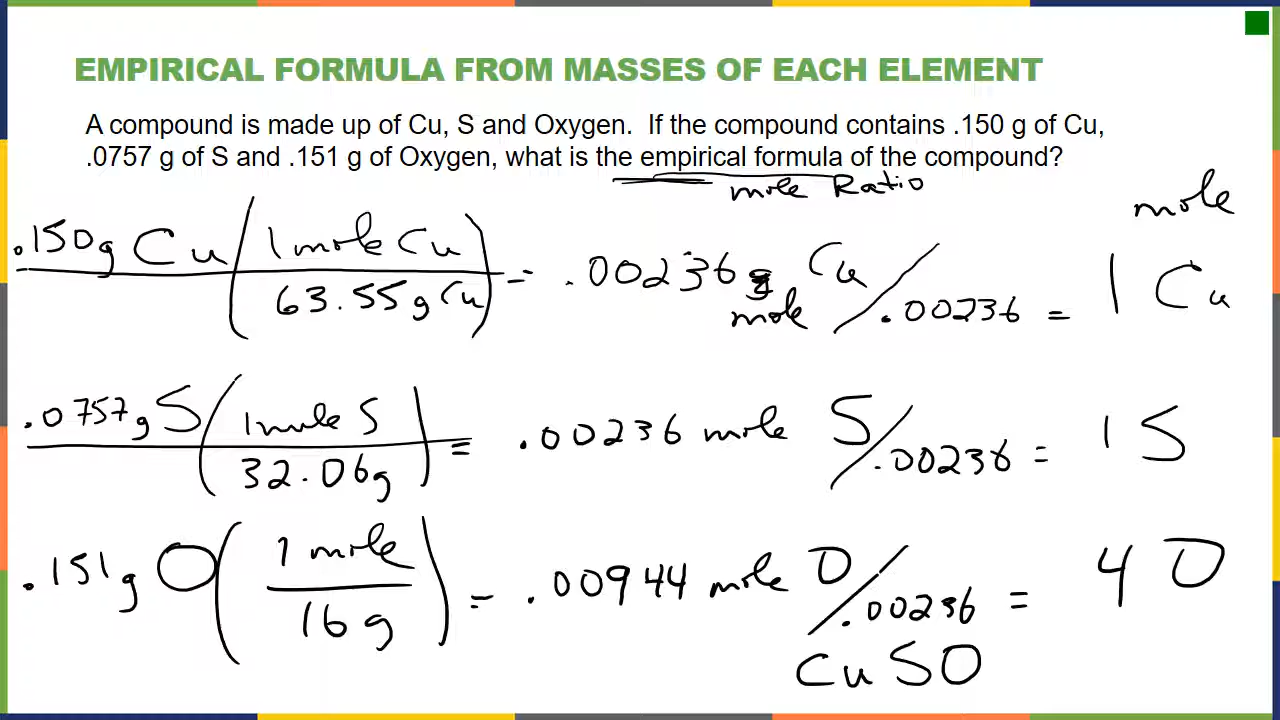 EMPIRICAL FORMULA FROM MASSES OF EACH ELEMENT
A compound is made up of Cu, S and Oxygen. If the compound contains .150 g of Cu,
.0757 g of S and .151 g of Oxygen, what is the empirical formula of the compound?
mole Ratio
mole
.150g Cu (1 mole Cu / 63.55g Cu) = .00236 mole Cu / .00236 = 1 Cu
.0757g S (1 mole S / 32.06g) = .00236 mole S / .00236 = 1 S
.151g O (1 mole / 16g) = .00944 mole O / .00236 = 4 O
CuSO